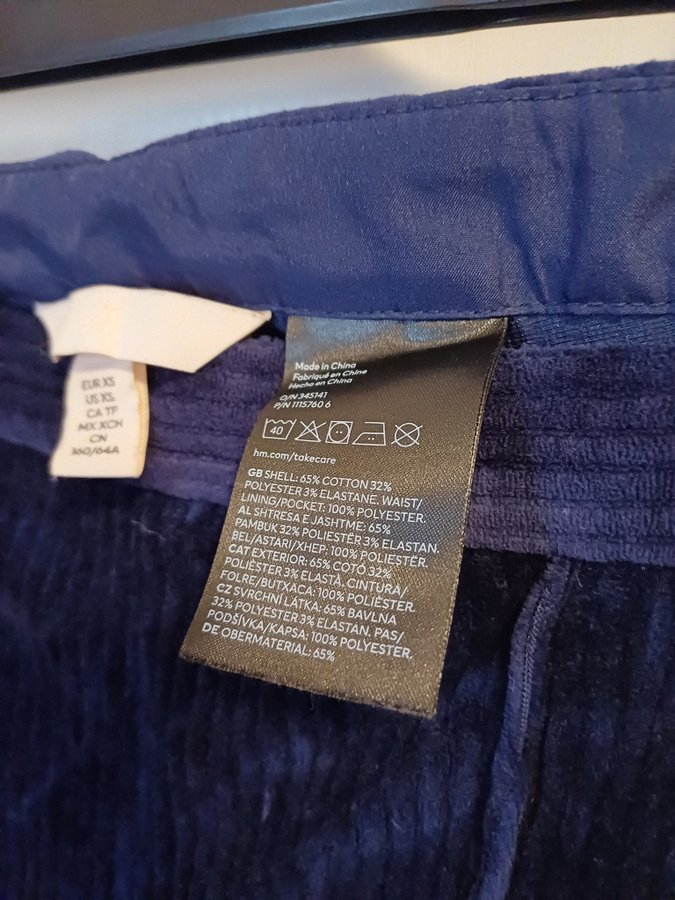 EUR XS
US XS
CA TP
MX XCH
CN
160/64A
Made in China
Fabriqué en Chine
Hecho en China
O/N 345141
P/N 1115760 6
40
hm.com/takecare
GB SHELL: 65% COTTON 32%
POLYESTER 3% ELASTANE. WAIST/
LINING/POCKET: 100% POLYESTER.
AL SHTRESA E JASHTME: 65%
PAMBUK 32% POLIESTËR 3% ELASTAN.
BEL/ASTARI/XHEP: 100% POLIESTËR.
CAT EXTERIOR: 65% COTÓ 32%
POLIÈSTER 3% ELASTÀ. CINTURA/
FOLRE/BUTXACA: 100% POLIÈSTER.
CZ SVRCHNÍ LÁTKA: 65% BAVLNA
32% POLYESTER 3% ELASTAN. PAS/
PODŠÍVKA/KAPSA: 100% POLYESTER.
DE OBERMATERIAL: 65%